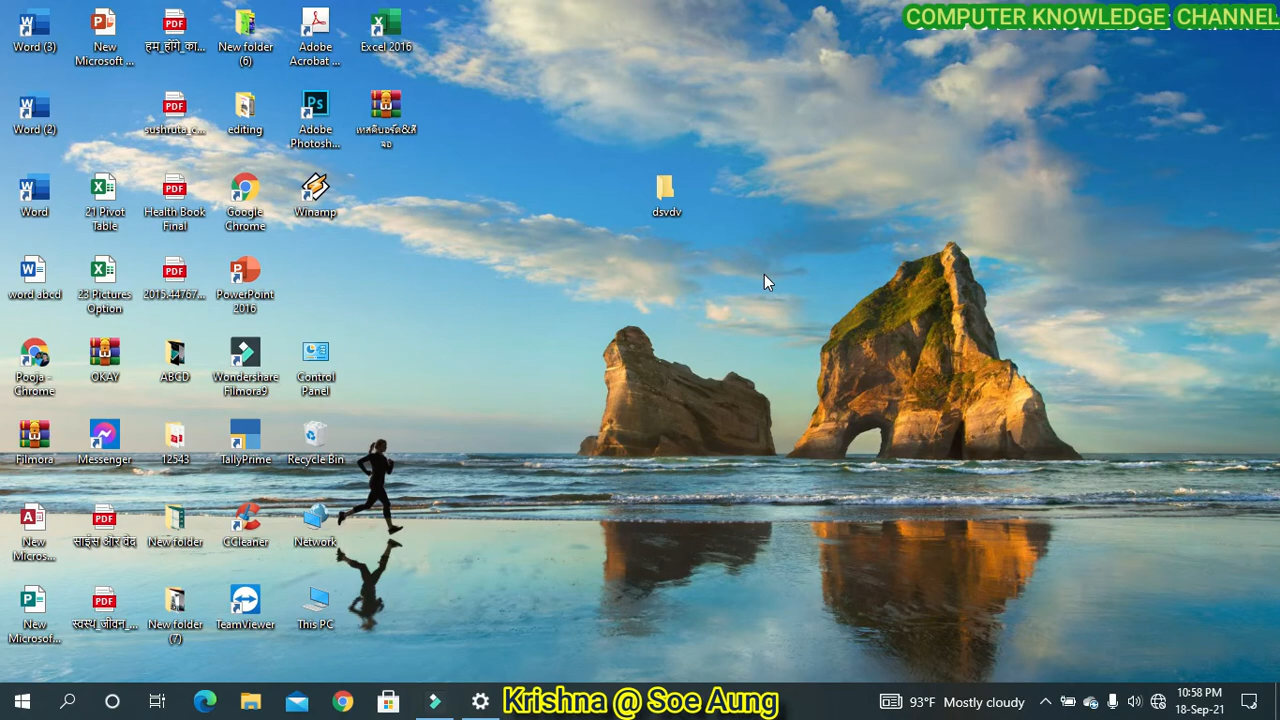 COMPUTER KNOWLEDGE CHANNEL
Word (3)
New
Microsoft ...
हम_होंगे_का...
New folder
(6)
Adobe
Acrobat ...
Excel 2016
Word (2)
sushruta_c...
editing
Adobe
Photosh...
Word
21 Pivot
Table
Health Book
Final
Google
Chrome
Winamp
dsvdv
word abcd
23 Pictures
Option
2015.44767...
PowerPoint
2016
Pooja -
Chrome
OKAY
ABCD
Wondershare
Filmora9
Control
Panel
Filmora
Messenger
12543
TallyPrime
Recycle Bin
New
Micros...
साइंस और वेद
New folder
CCleaner
Network
New
Microsof...
स्वस्थ_जीवन_...
New folder
(7)
TeamViewer
This PC
Krishna @ Soe Aung
93°F Mostly cloudy
10:58 PM
18-Sep-21